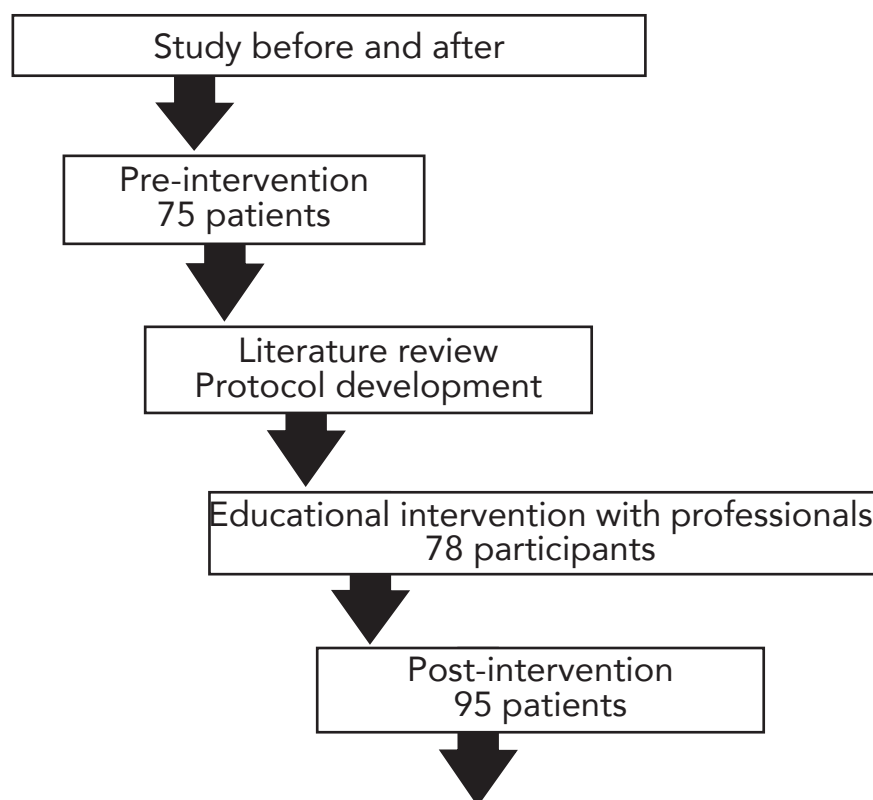 Study before and after
Pre-intervention
75 patients
Literature review
Protocol development
Educational intervention with professionals
78 participants
Post-intervention
95 patients